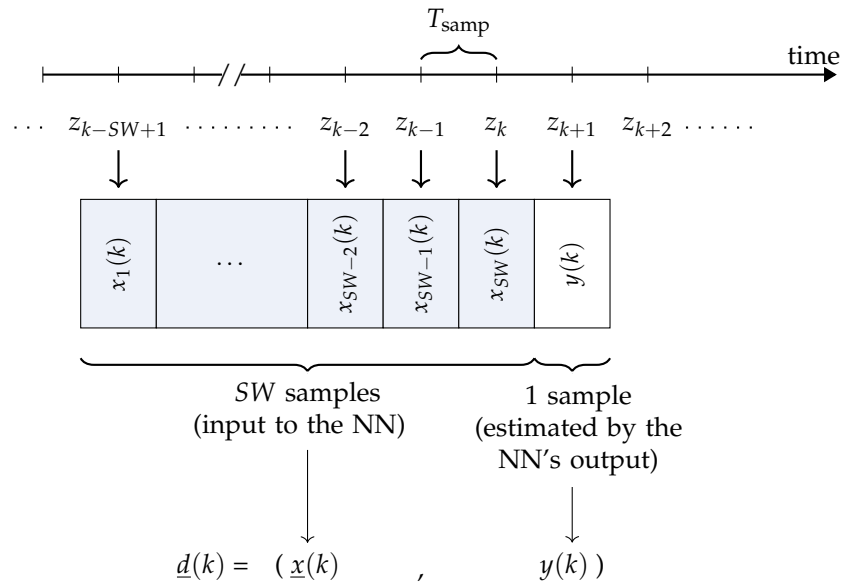 T_samp
time
··· z_{k−SW+1} ········· z_{k−2} z_{k−1} z_k z_{k+1} z_{k+2} ······
x_1(k) ··· x_{SW−2}(k) x_{SW−1}(k) x_{SW}(k) y(k)
SW samples
(input to the NN)
1 sample
(estimated by the
NN's output)
d(k) = ( x(k) , y(k) )